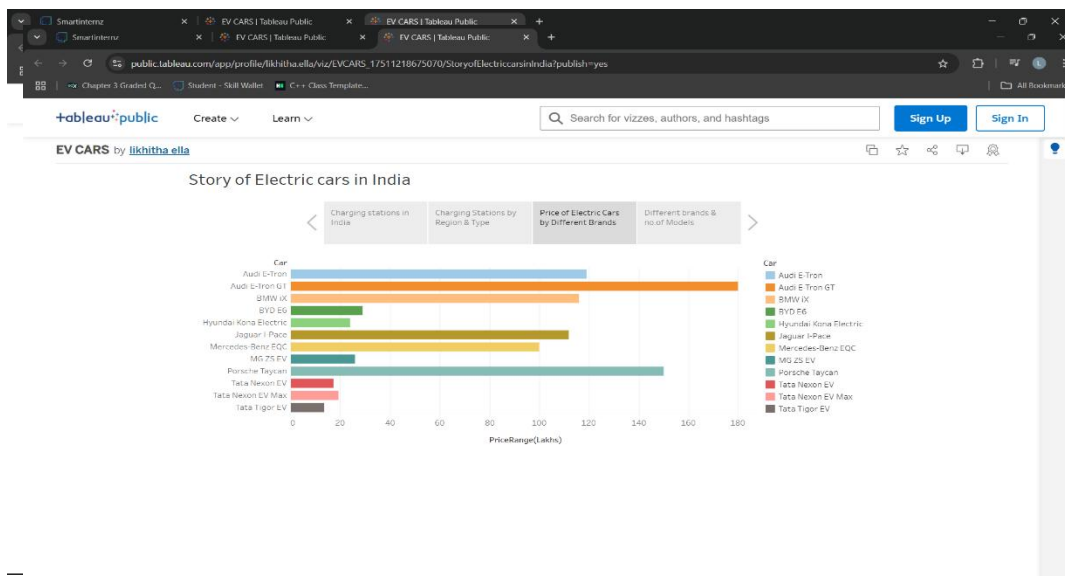 Smartinternz EV CARS | Tableau Public EV CARS | Tableau Public
Smartinternz EV CARS | Tableau Public EV CARS | Tableau Public
public.tableau.com/app/profile/likhitha.ella/viz/EVCARS_17511218675070/StoryofElectriccarsinIndia?publish=yes
Chapter 3 Graded Q... Student - Skill Wallet C++ Class Template... All Bookmark
+ableau public Create Learn Search for vizzes, authors, and hashtags Sign Up Sign In
EV CARS by likhitha ella
Story of Electric cars in India
Charging stations in India
Charging Stations by Region & Type
Price of Electric Cars by Different Brands
Different brands & no.of Models
Car
Audi E-Tron
Audi E-Tron GT
BMW iX
BYD E6
Hyundai Kona Electric
Jaguar I-Pace
Mercedes-Benz EQC
MG ZS EV
Porsche Taycan
Tata Nexon EV
Tata Nexon EV Max
Tata Tigor EV
0 20 40 60 80 100 120 140 160 180
PriceRange(Lakhs)
Car
Audi E-Tron
Audi E-Tron GT
BMW iX
BYD E6
Hyundai Kona Electric
Jaguar I-Pace
Mercedes-Benz EQC
MG ZS EV
Porsche Taycan
Tata Nexon EV
Tata Nexon EV Max
Tata Tigor EV